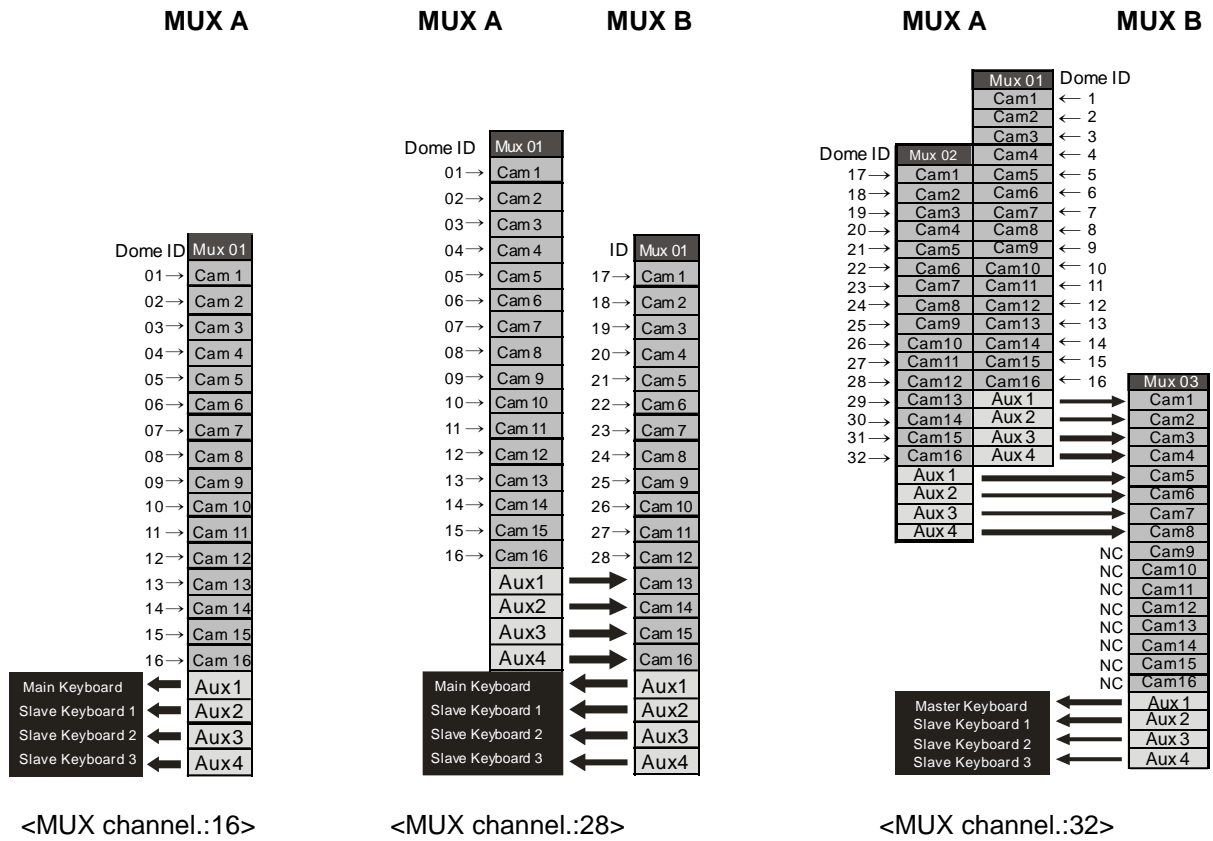 MUX A
MUX A MUX B
MUX A MUX B
Dome ID Mux 01
01→ Cam 1
02→ Cam 2
03→ Cam 3
04→ Cam 4
05→ Cam 5
06→ Cam 6
07→ Cam 7
08→ Cam 8
09→ Cam 9
10→ Cam 10
11→ Cam 11
12→ Cam 12
13→ Cam 13
14→ Cam 14
15→ Cam 15
16→ Cam 16
Main Keyboard Aux1
Slave Keyboard 1 Aux2
Slave Keyboard 2 Aux3
Slave Keyboard 3 Aux4
<MUX channel.:16>
Dome ID Mux 01
01→ Cam 1
02→ Cam 2
03→ Cam 3
04→ Cam 4
05→ Cam 5
06→ Cam 6
07→ Cam 7
08→ Cam 8
09→ Cam 9
10→ Cam 10
11→ Cam 11
12→ Cam 12
13→ Cam 13
14→ Cam 14
15→ Cam 15
16→ Cam 16
Aux1
Aux2
Aux3
Aux4
ID Mux 01
17→ Cam 1
18→ Cam 2
19→ Cam 3
20→ Cam 4
21→ Cam 5
22→ Cam 6
23→ Cam 7
24→ Cam 8
25→ Cam 9
26→ Cam 10
27→ Cam 11
28→ Cam 12
Cam 13
Cam 14
Cam 15
Cam 16
Main Keyboard Aux1
Slave Keyboard 1 Aux2
Slave Keyboard 2 Aux3
Slave Keyboard 3 Aux4
<MUX channel.:28>
Mux 01 Dome ID
Cam1 ← 1
Cam2 ← 2
Cam3 ← 3
Cam4 ← 4
Cam5 ← 5
Cam6 ← 6
Cam7 ← 7
Cam8 ← 8
Cam9 ← 9
Cam10 ← 10
Cam11 ← 11
Cam12 ← 12
Cam13 ← 13
Cam14 ← 14
Cam15 ← 15
Cam16 ← 16
Aux 1
Aux 2
Aux 3
Aux 4
Dome ID Mux 02
17→ Cam1
18→ Cam2
19→ Cam3
20→ Cam4
21→ Cam5
22→ Cam6
23→ Cam7
24→ Cam8
25→ Cam9
26→ Cam10
27→ Cam11
28→ Cam12
29→ Cam13
30→ Cam14
31→ Cam15
32→ Cam16
Aux 1
Aux 2
Aux 3
Aux 4
Mux 03
Cam1
Cam2
Cam3
Cam4
Cam5
Cam6
Cam7
Cam8
NC Cam9
NC Cam10
NC Cam11
NC Cam12
NC Cam13
NC Cam14
NC Cam15
NC Cam16
Master Keyboard Aux 1
Slave Keyboard 1 Aux 2
Slave Keyboard 2 Aux 3
Slave Keyboard 3 Aux 4
<MUX channel.:32>